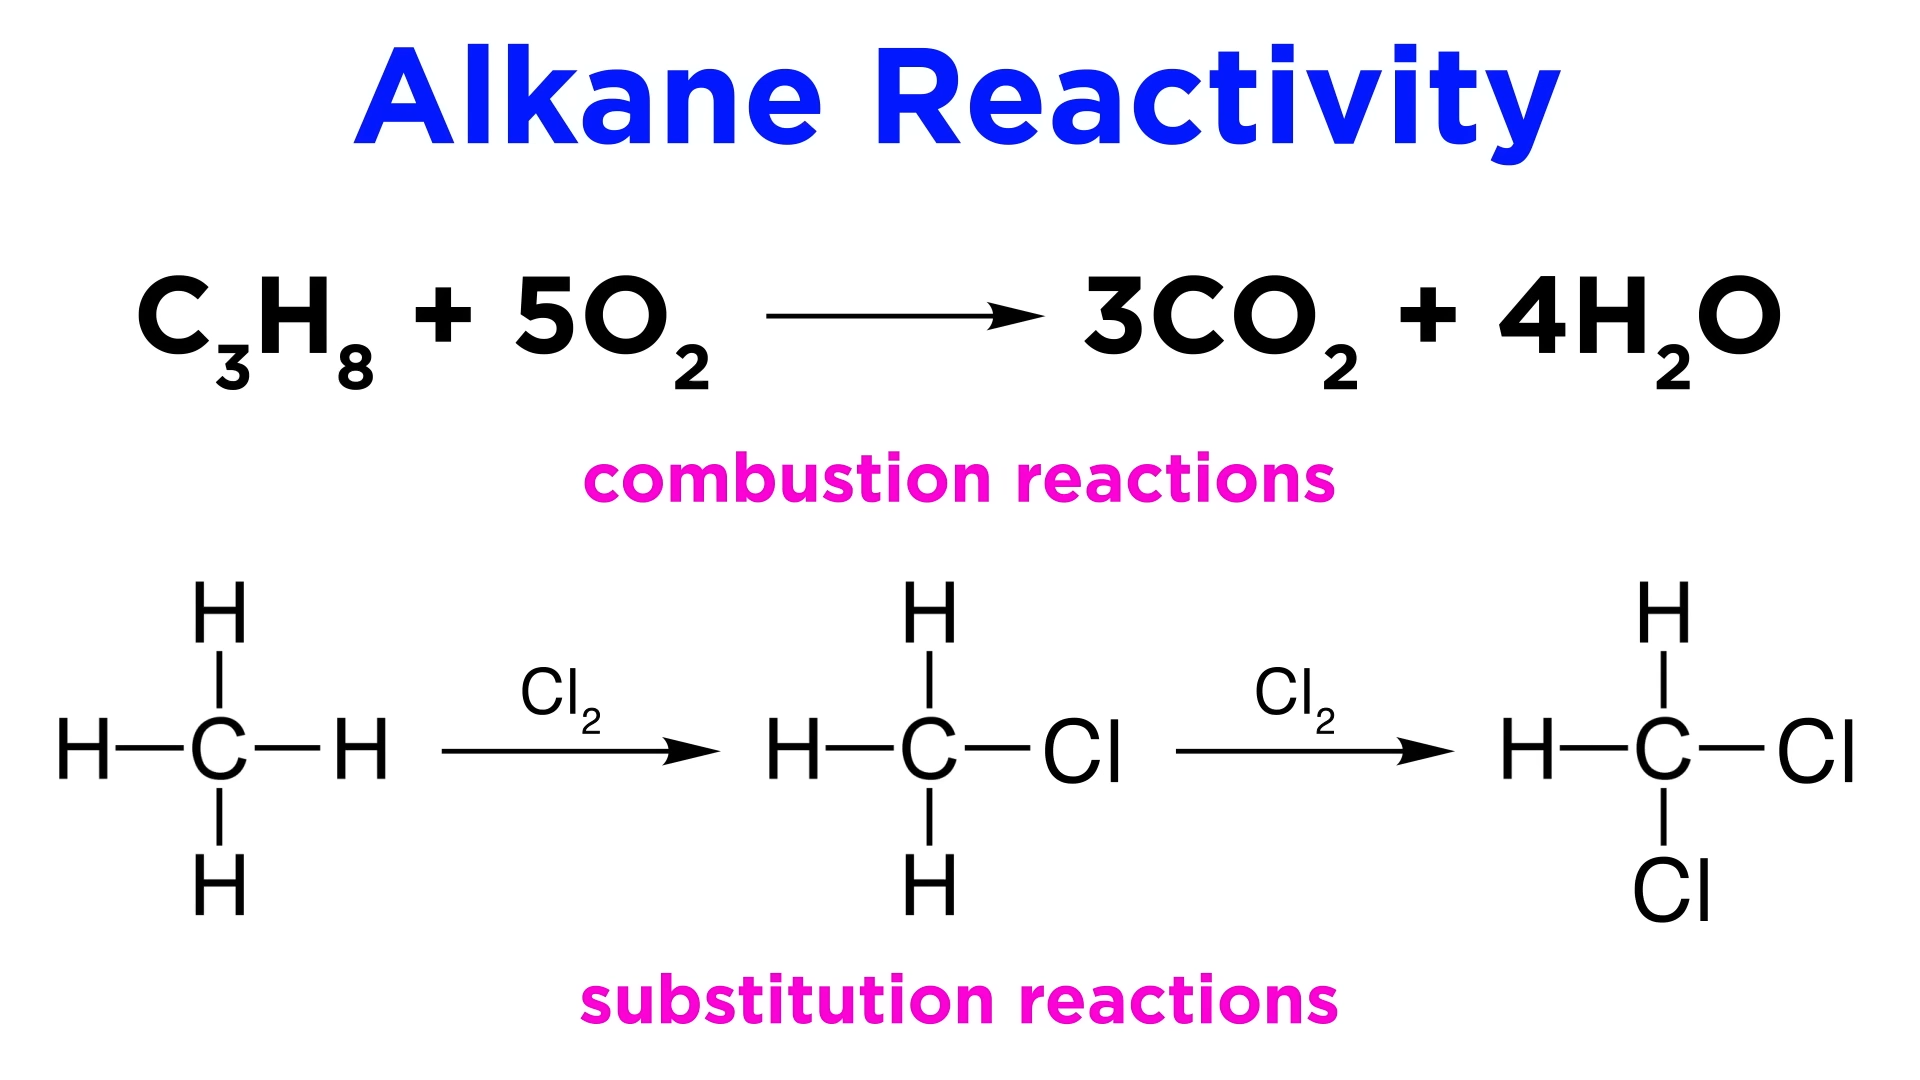 Alkane Reactivity
C₃H₈ + 5O₂ ⟶ 3CO₂ + 4H₂O
combustion reactions
H H H
Cl₂ Cl₂
H—C—H ⟶ H—C—Cl ⟶ H—C—Cl
H H Cl
substitution reactions